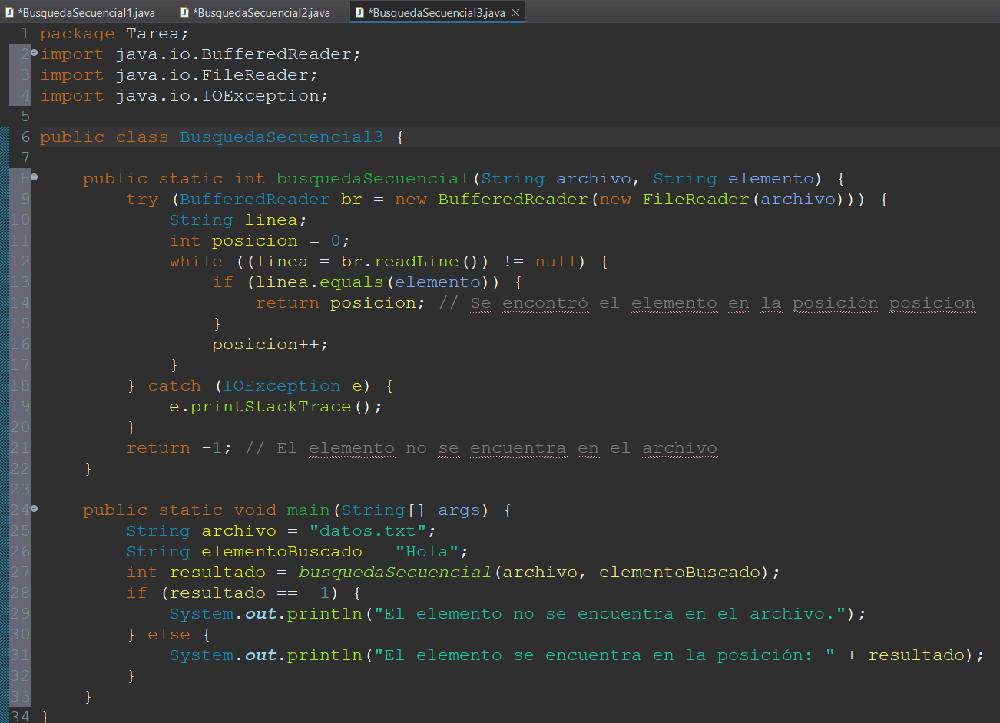 *BusquedaSecuencial1.java *BusquedaSecuencial2.java *BusquedaSecuencial3.java
1 package Tarea;
2 import java.io.BufferedReader;
3 import java.io.FileReader;
4 import java.io.IOException;
5
6 public class BusquedaSecuencial3 {
7
8     public static int busquedaSecuencial(String archivo, String elemento) {
9         try (BufferedReader br = new BufferedReader(new FileReader(archivo))) {
10             String linea;
11             int posicion = 0;
12             while ((linea = br.readLine()) != null) {
13                 if (linea.equals(elemento)) {
14                     return posicion; // Se encontró el elemento en la posición posicion
15                 }
16                 posicion++;
17             }
18         } catch (IOException e) {
19             e.printStackTrace();
20         }
21         return -1; // El elemento no se encuentra en el archivo
22     }
23
24     public static void main(String[] args) {
25         String archivo = "datos.txt";
26         String elementoBuscado = "Hola";
27         int resultado = busquedaSecuencial(archivo, elementoBuscado);
28         if (resultado == -1) {
29             System.out.println("El elemento no se encuentra en el archivo.");
30         } else {
31             System.out.println("El elemento se encuentra en la posición: " + resultado);
32         }
33     }
34 }